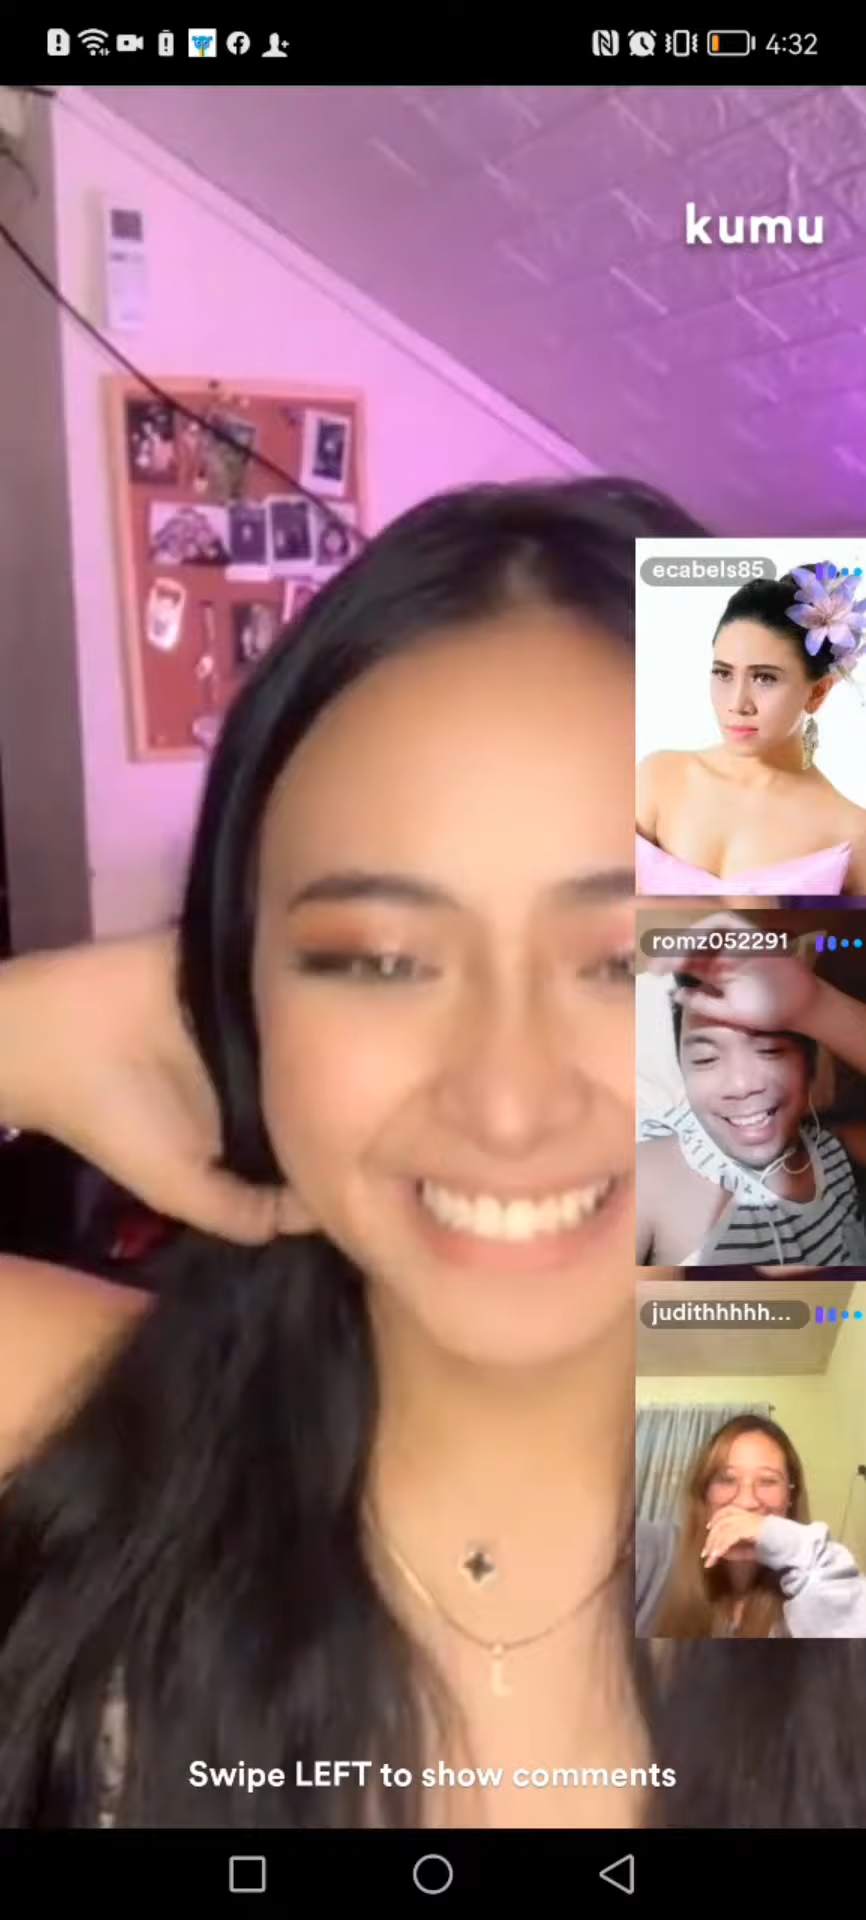 4:32
kumu
ecabels85
romz052291
judithhhhh...
Swipe LEFT to show comments